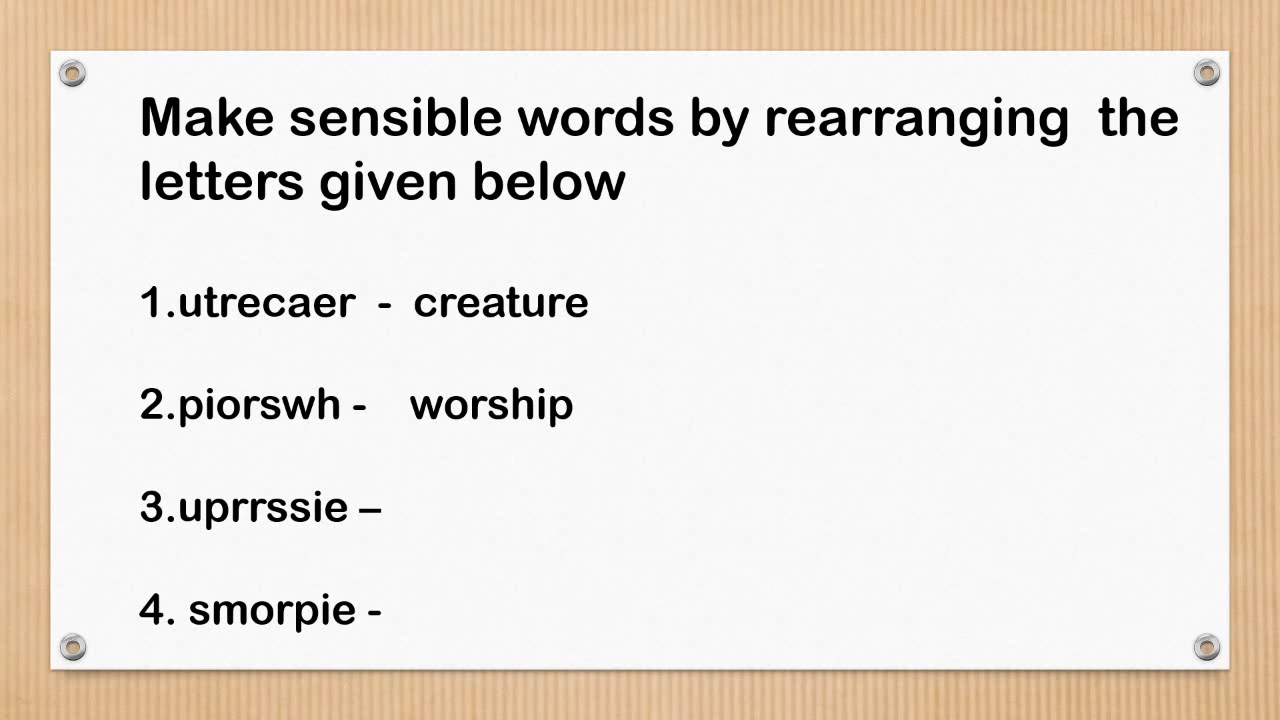 Make sensible words by rearranging the
letters given below
1.utrecaer - creature
2.piorswh - worship
3.uprrssie –
4. smorpie -